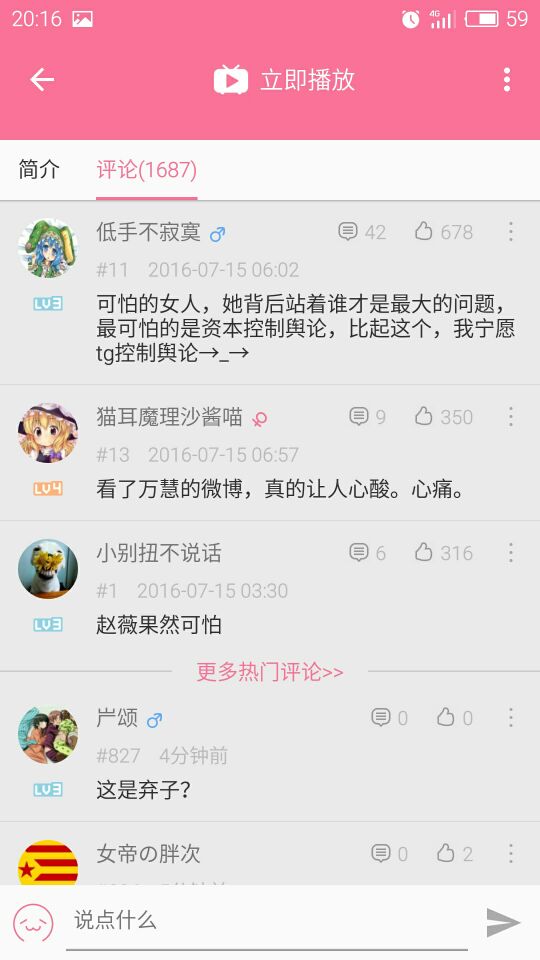 20:16 4G 59
立即播放
简介 评论(1687)
低手不寂寞 42 678
#11 2016-07-15 06:02
LV3
可怕的女人，她背后站着谁才是最大的问题，
最可怕的是资本控制舆论，比起这个，我宁愿
tg控制舆论→_→
猫耳魔理沙酱喵 9 350
#13 2016-07-15 06:57
LV4
看了万慧的微博，真的让人心酸。心痛。
小别扭不说话 6 316
#1 2016-07-15 03:30
LV3
赵薇果然可怕
更多热门评论>>
屵颂 0 0
#827 4分钟前
LV3
这是弃子？
女帝の胖次 0 2
说点什么